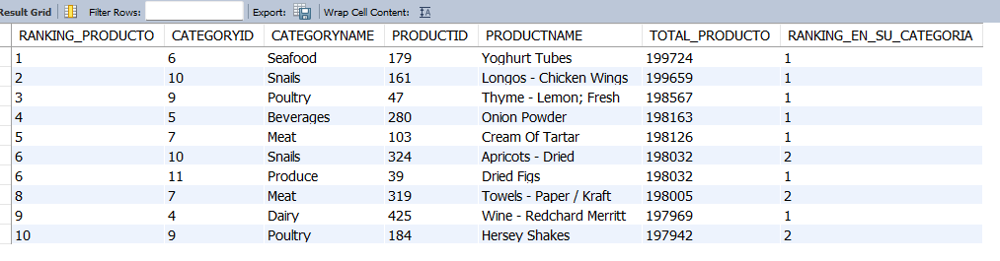 Result Grid Filter Rows: Export: Wrap Cell Content: IA
RANKING_PRODUCTO CATEGORYID CATEGORYNAME PRODUCTID PRODUCTNAME TOTAL_PRODUCTO RANKING_EN_SU_CATEGORIA
1 6 Seafood 179 Yoghurt Tubes 199724 1
2 10 Snails 161 Longos - Chicken Wings 199659 1
3 9 Poultry 47 Thyme - Lemon; Fresh 198567 1
4 5 Beverages 280 Onion Powder 198163 1
5 7 Meat 103 Cream Of Tartar 198126 1
6 10 Snails 324 Apricots - Dried 198032 2
6 11 Produce 39 Dried Figs 198032 1
8 7 Meat 319 Towels - Paper / Kraft 198005 2
9 4 Dairy 425 Wine - Redchard Merritt 197969 1
10 9 Poultry 184 Hersey Shakes 197942 2